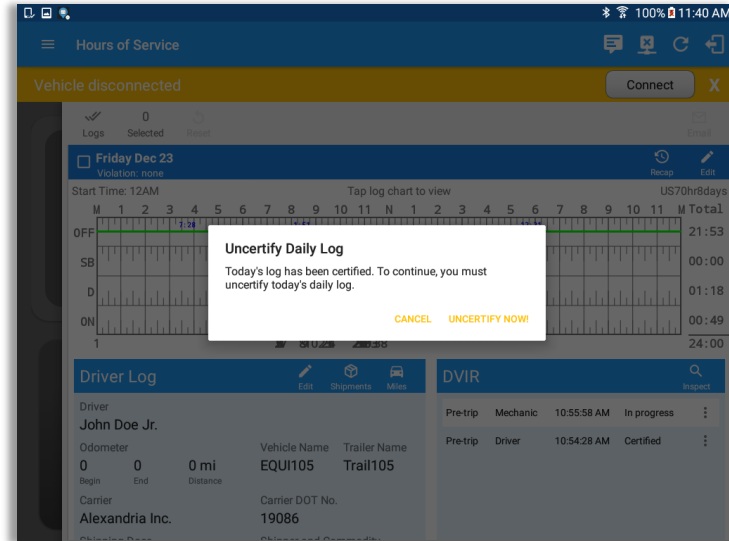 100% 11:40 AM
Hours of Service
Vehicle disconnected
Connect X
0
Logs Selected Reset Email
Friday Dec 23
Violation: none
Recap Edit
Start Time: 12AM Tap log chart to view US70hr8days
M 1 2 3 4 5 6 7 8 9 10 11 N 1 2 3 4 5 6 7 8 9 10 11 M Total
OFF 21:53
SB 00:00
D 01:18
ON 00:49
1 24:00
Uncertify Daily Log
Today's log has been certified. To continue, you must
uncertify today's daily log.
CANCEL UNCERTIFY NOW!
Driver Log
Edit Shipments Miles
Driver
John Doe Jr.
Odometer Vehicle Name Trailer Name
0 0 0 mi EQUI105 Trail105
Begin End Distance
Carrier Carrier DOT No.
Alexandria Inc. 19086
DVIR
Inspect
Pre-trip Mechanic 10:55:58 AM In progress
Pre-trip Driver 10:54:28 AM Certified